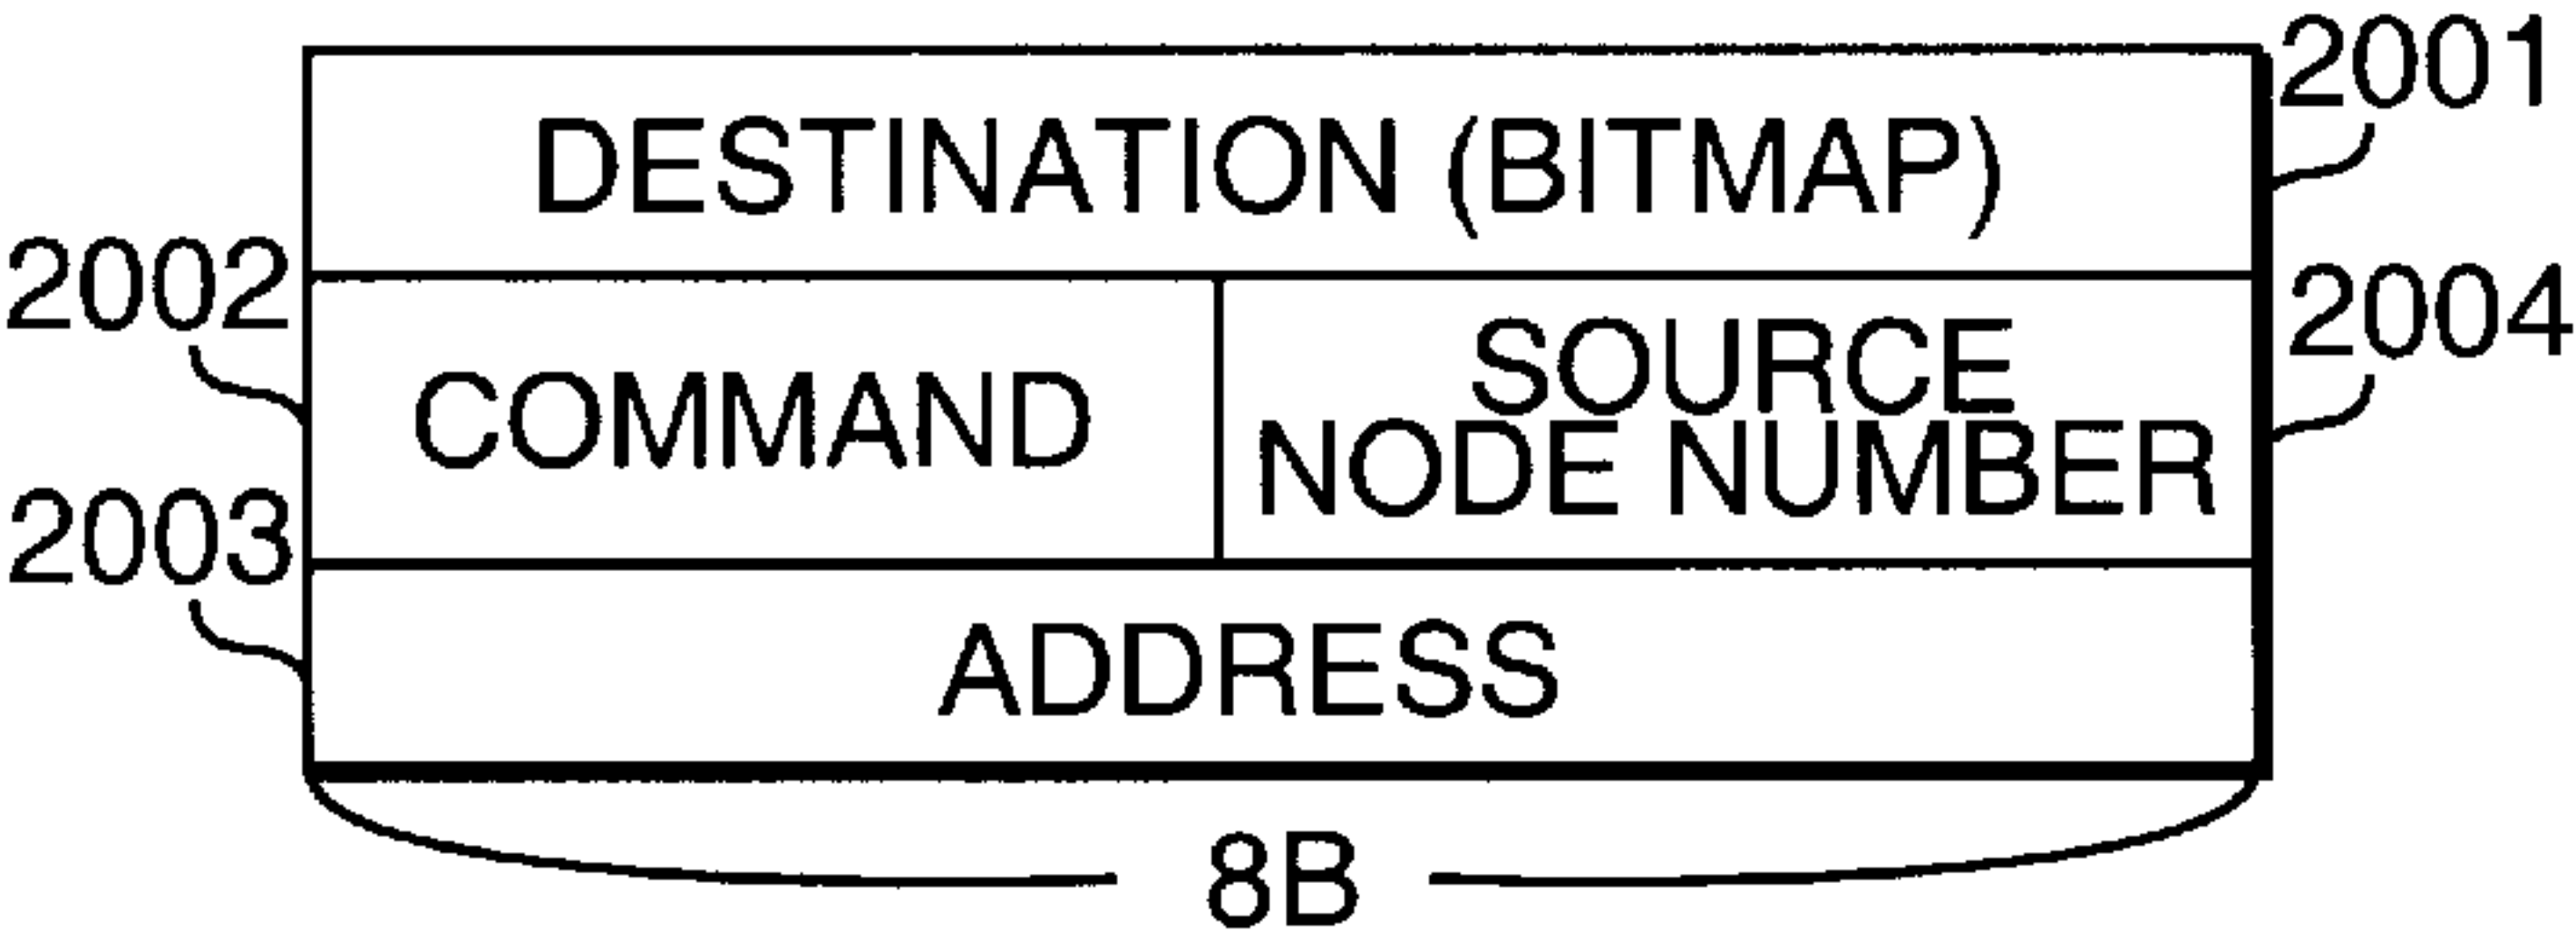 2001
DESTINATION (BITMAP)
2002
COMMAND
SOURCE
NODE NUMBER
2004
2003
ADDRESS
8B